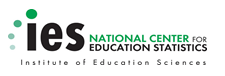 ies NATIONAL CENTER FOR
EDUCATION STATISTICS
Institute of Education Sciences